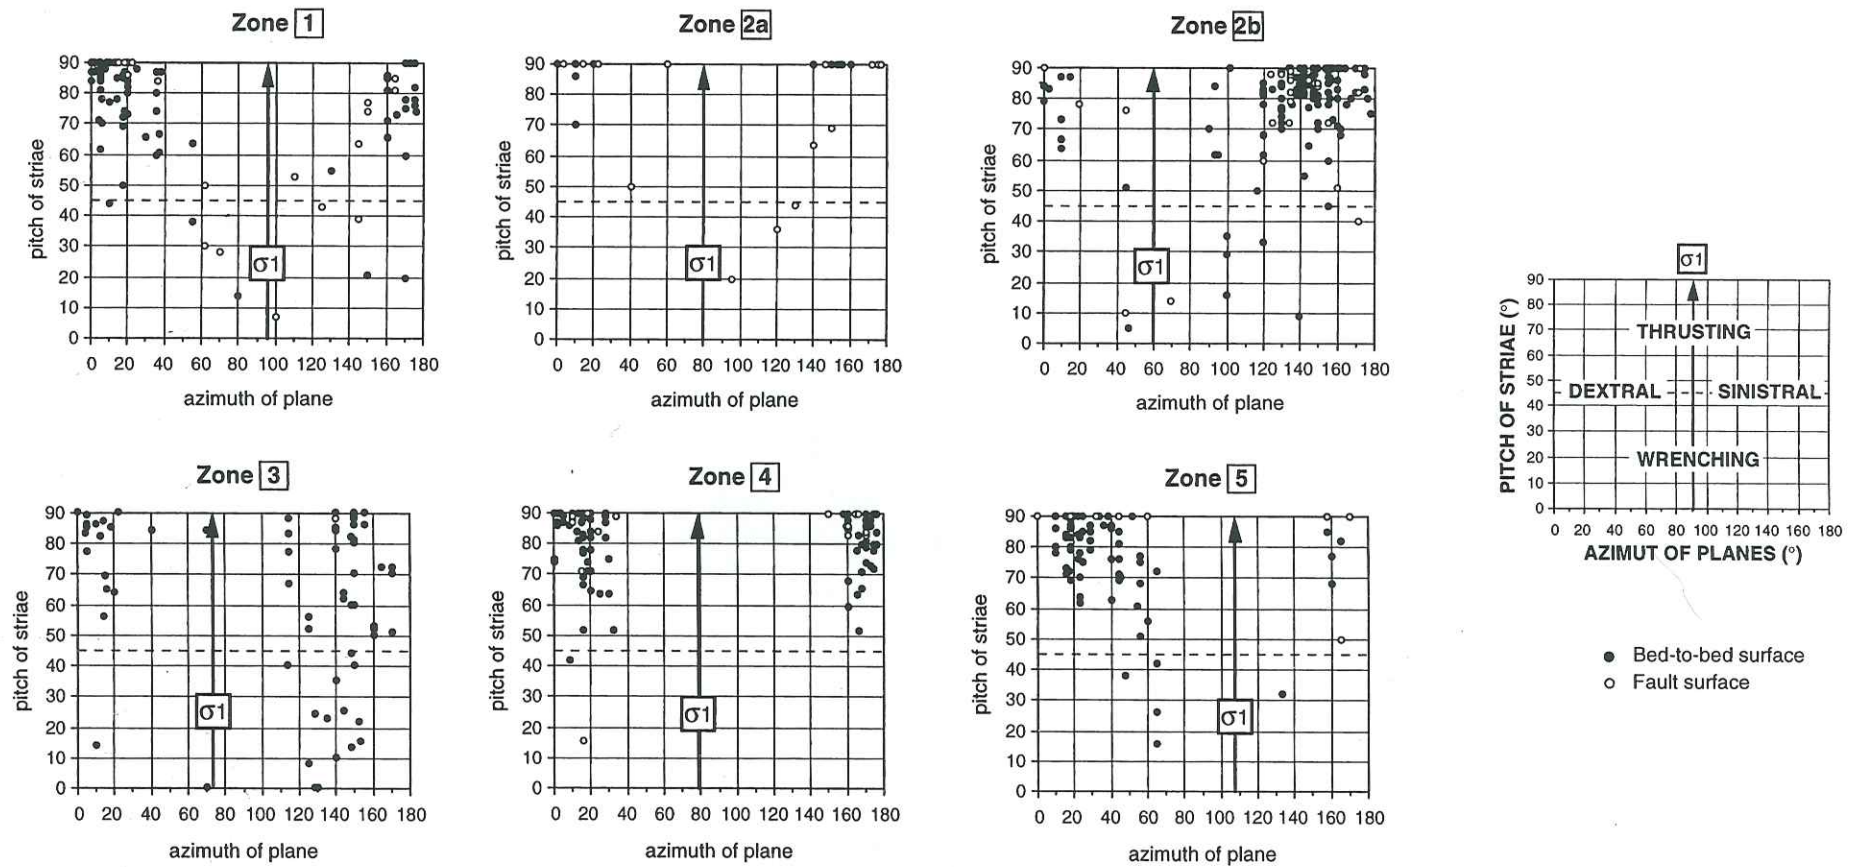 Zone 1
90
80
70
60
50
40
30
20
10
0
pitch of striae
σ1
0 20 40 60 80 100 120 140 160 180
azimuth of plane
Zone 2a
90
80
70
60
50
40
30
20
10
0
pitch of striae
σ1
0 20 40 60 80 100 120 140 160 180
azimuth of plane
Zone 2b
90
80
70
60
50
40
30
20
10
0
pitch of striae
σ1
0 20 40 60 80 100 120 140 160 180
azimuth of plane
σ1
90
80
70
60
50
40
30
20
10
0
PITCH OF STRIAE (°)
THRUSTING
DEXTRAL SINISTRAL
WRENCHING
0 20 40 60 80 100 120 140 160 180
AZIMUT OF PLANES (°)
Zone 3
90
80
70
60
50
40
30
20
10
0
pitch of striae
σ1
0 20 40 60 80 100 120 140 160 180
azimuth of plane
Zone 4
90
80
70
60
50
40
30
20
10
0
pitch of striae
σ1
0 20 40 60 80 100 120 140 160 180
azimuth of plane
Zone 5
90
80
70
60
50
40
30
20
10
0
pitch of striae
σ1
0 20 40 60 80 100 120 140 160 180
azimuth of plane
Bed-to-bed surface
Fault surface